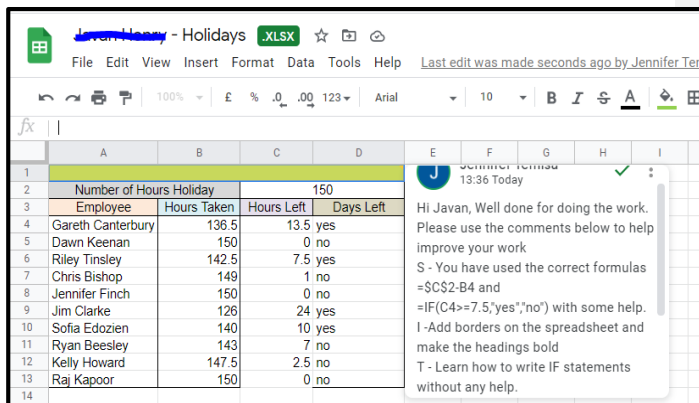 - Holidays .XLSX
File Edit View Insert Format Data Tools Help Last edit was made seconds ago by Jennifer
100% £ % .0 .00 123 Arial 10 B I S A
fx
A B C D E F G H I
1
2 Number of Hours Holiday 150
3 Employee Hours Taken Hours Left Days Left
4 Gareth Canterbury 136.5 13.5 yes
5 Dawn Keenan 150 0 no
6 Riley Tinsley 142.5 7.5 yes
7 Chris Bishop 149 1 no
8 Jennifer Finch 150 0 no
9 Jim Clarke 126 24 yes
10 Sofia Edozien 140 10 yes
11 Ryan Beesley 143 7 no
12 Kelly Howard 147.5 2.5 no
13 Raj Kapoor 150 0 no
14
J
13:36 Today
Hi Javan, Well done for doing the work.
Please use the comments below to help
improve your work
S - You have used the correct formulas
=$C$2-B4 and
=IF(C4>=7.5,"yes","no") with some help.
I -Add borders on the spreadsheet and
make the headings bold
T - Learn how to write IF statements
without any help.